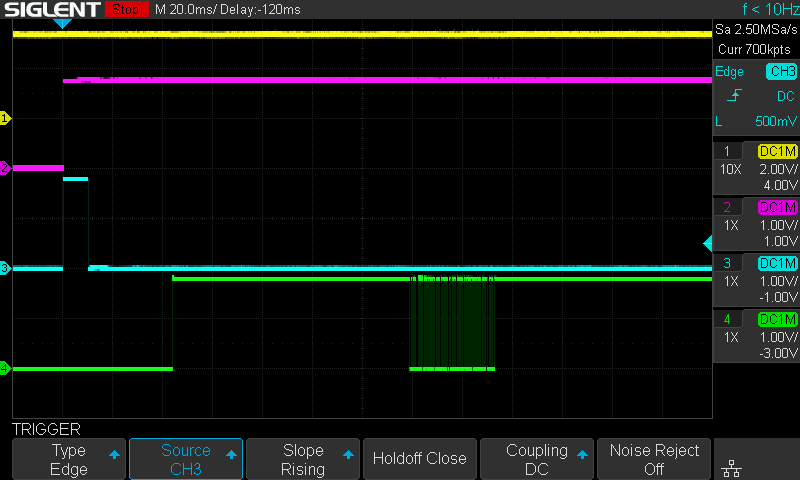 SIGLENT Stop M 20.0ms/ Delay:-120ms f < 10Hz
Sa 2.50MSa/s
Curr 700kpts
Edge CH3
DC
L 500mV
1 DC1M
10X 2.00V/
4.00V
2 DC1M
1X 1.00V/
1.00V
3 DC1M
1X 1.00V/
-1.00V
4 DC1M
1X 1.00V/
-3.00V
1
2
3
4
TRIGGER
Type
Edge
Source
CH3
Slope
Rising
Holdoff Close
Coupling
DC
Noise Reject
Off